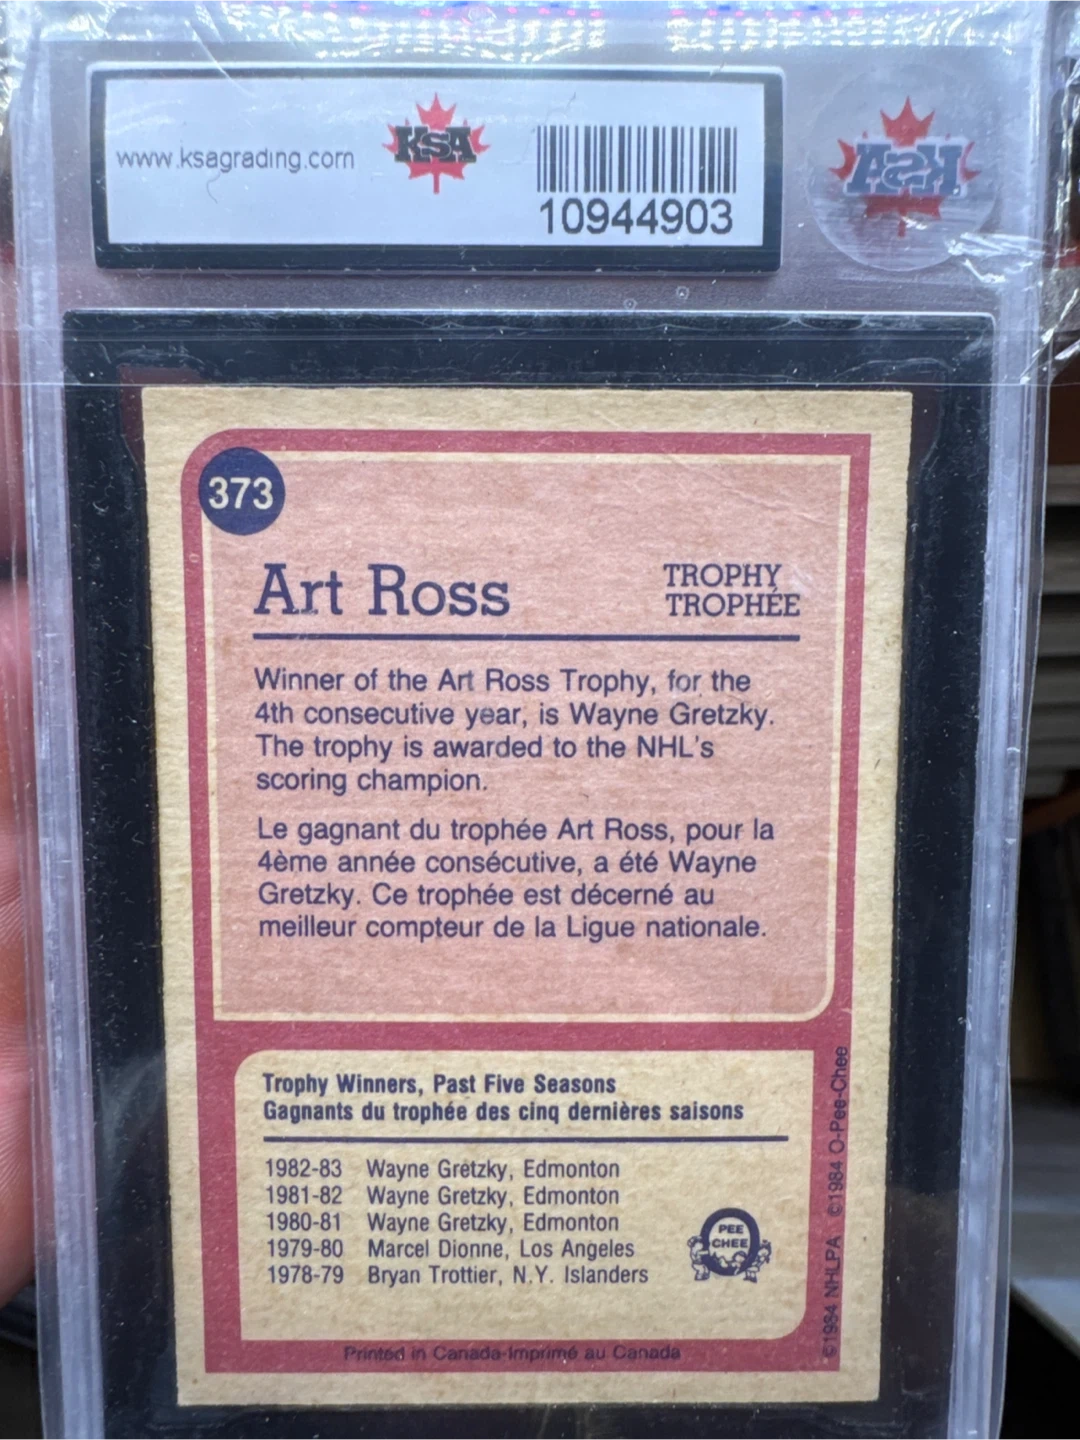 www.ksagrading.com
KSA
10944903
KSA
373
Art Ross
TROPHY
TROPHÉE
Winner of the Art Ross Trophy, for the
4th consecutive year, is Wayne Gretzky.
The trophy is awarded to the NHL's
scoring champion.
Le gagnant du trophée Art Ross, pour la
4ème année consécutive, a été Wayne
Gretzky. Ce trophée est décerné au
meilleur compteur de la Ligue nationale.
Trophy Winners, Past Five Seasons
Gagnants du trophée des cinq dernières saisons
1982-83 Wayne Gretzky, Edmonton
1981-82 Wayne Gretzky, Edmonton
1980-81 Wayne Gretzky, Edmonton
1979-80 Marcel Dionne, Los Angeles
1978-79 Bryan Trottier, N.Y. Islanders
PEE
CHEE
©1984 NHLPA ©1984 O-Pee-Chee
Printed in Canada-Imprimé au Canada